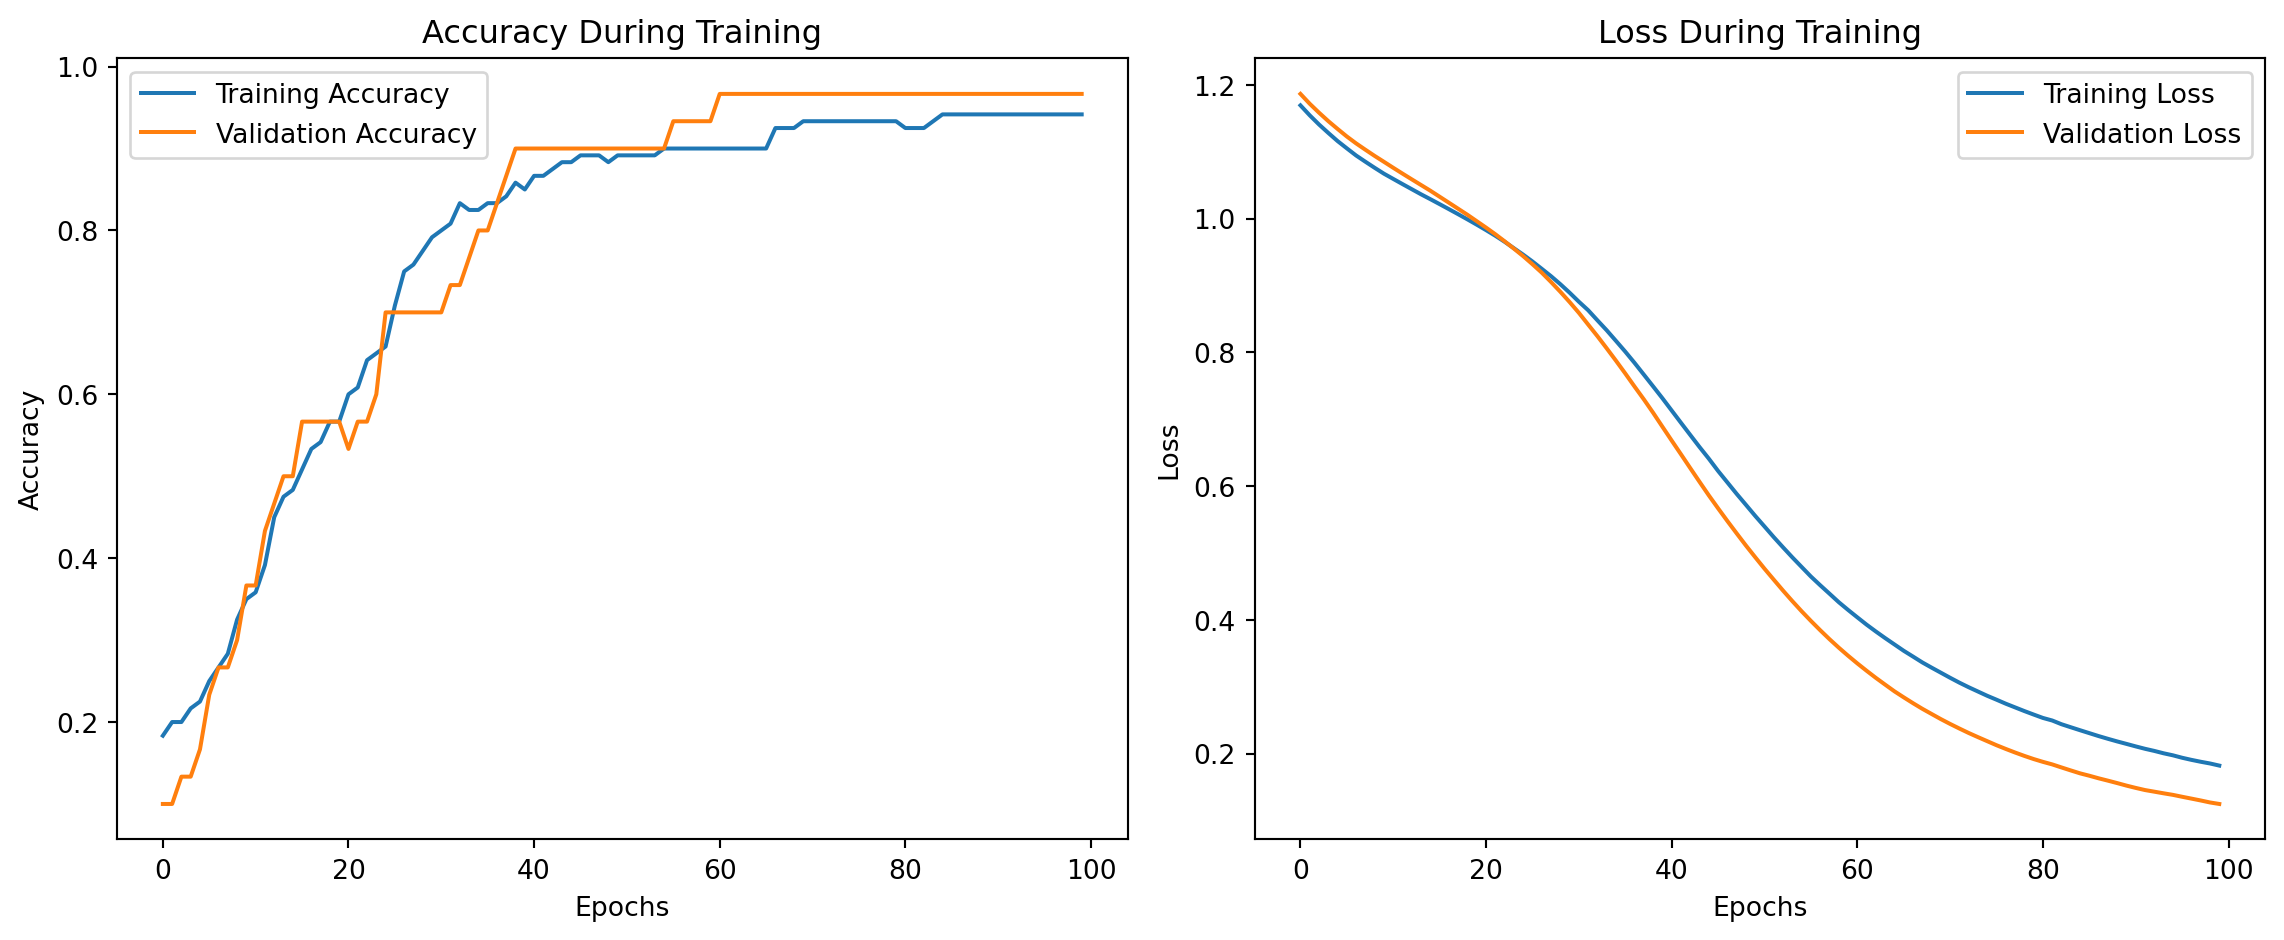 Accuracy During Training
Training Accuracy
Validation Accuracy
1.0
0.8
0.6
0.4
0.2
Accuracy
0 20 40 60 80 100
Epochs
Loss During Training
Training Loss
Validation Loss
1.2
1.0
0.8
0.6
0.4
0.2
Loss
0 20 40 60 80 100
Epochs